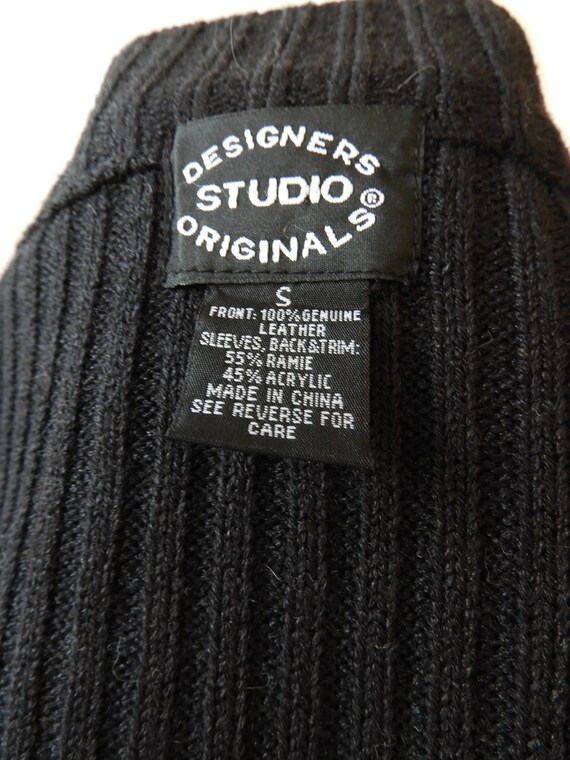 DESIGNERS
STUDIO ®
ORIGINALS
S
FRONT: 100% GENUINE
LEATHER
SLEEVES, BACK&TRIM:
55% RAMIE
45% ACRYLIC
MADE IN CHINA
SEE REVERSE FOR
CARE